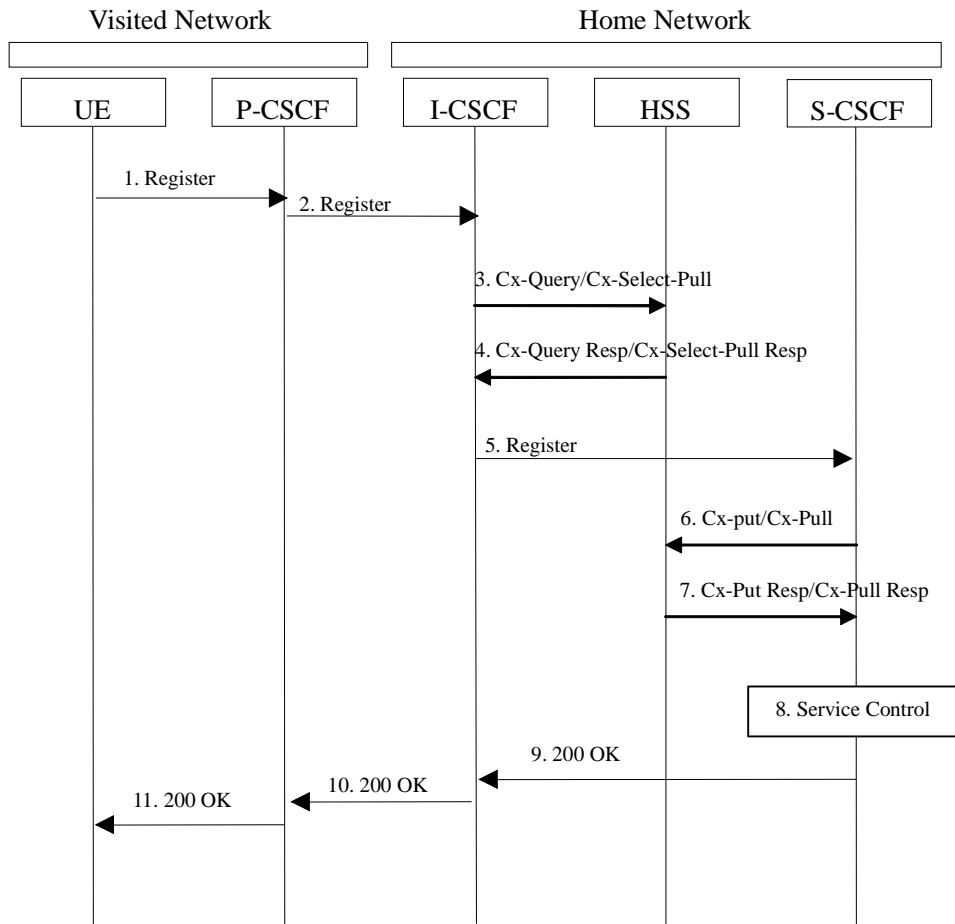 Visited Network
Home Network
UE
P-CSCF
I-CSCF
HSS
S-CSCF
1. Register
2. Register
3. Cx-Query/Cx-Select-Pull
4. Cx-Query Resp/Cx-Select-Pull Resp
5. Register
6. Cx-put/Cx-Pull
7. Cx-Put Resp/Cx-Pull Resp
8. Service Control
9. 200 OK
10. 200 OK
11. 200 OK